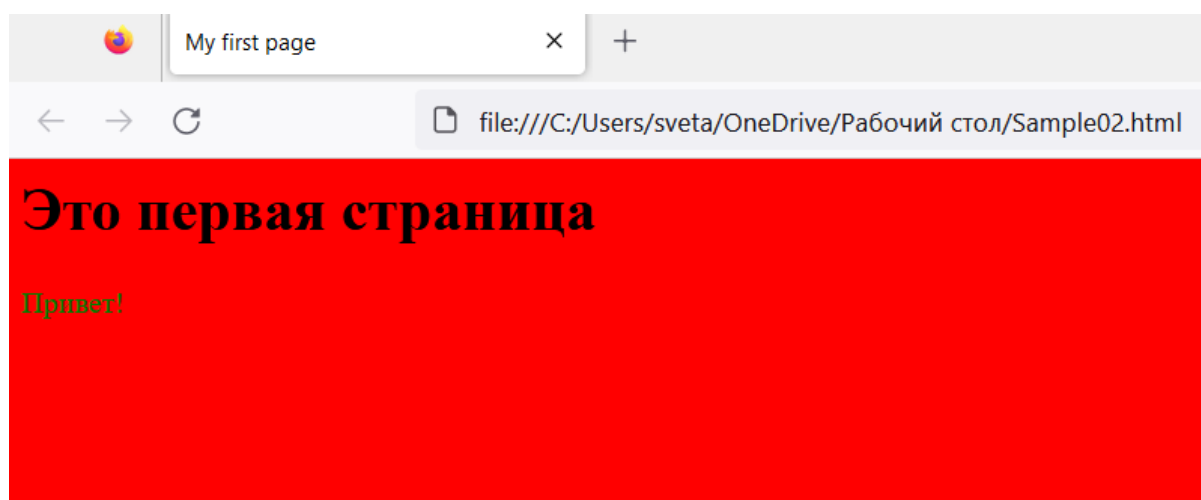 My first page
file:///C:/Users/sveta/OneDrive/Рабочий стол/Sample02.html
Это первая страница
Привет!